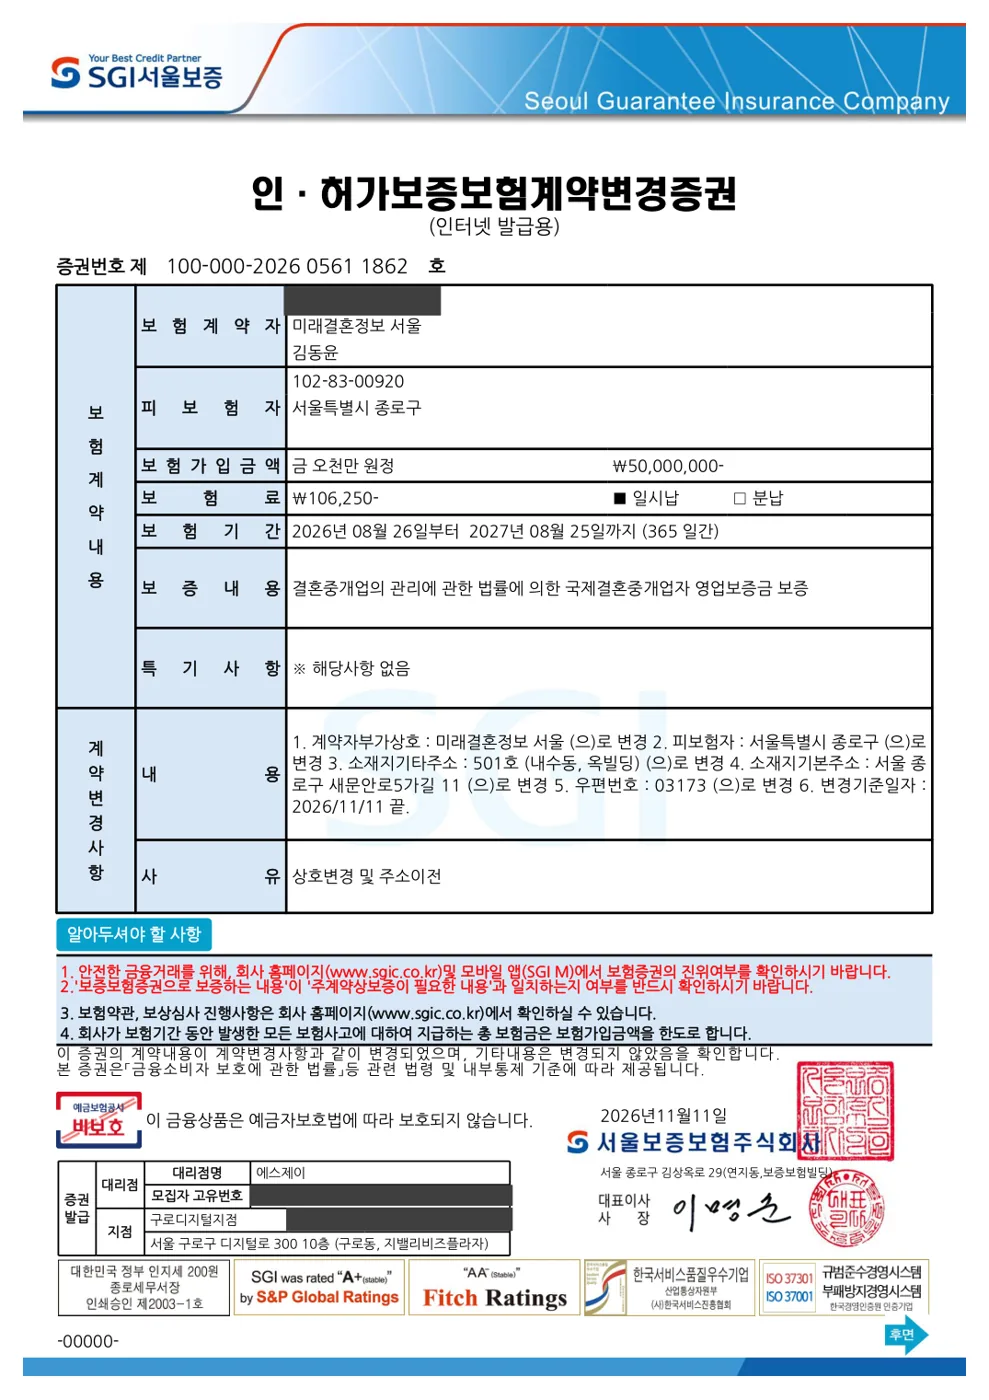 Your Best Credit Partner
SGI서울보증
Seoul Guarantee Insurance Company
인 · 허가보증보험계약변경증권
(인터넷 발급용)
증권번호 제 100-000-2026 0561 1862 호
보험계약내용
보 험 계 약 자
미래결혼정보 서울
김동윤
피 보 험 자
102-83-00920
서울특별시 종로구
보 험 가 입 금 액 금 오천만 원정 ₩50,000,000-
보 험 료 ₩106,250- ■ 일시납 □ 분납
보 험 기 간 2026년 08월 26일부터 2027년 08월 25일까지 (365 일간)
보 증 내 용 결혼중개업의 관리에 관한 법률에 의한 국제결혼중개업자 영업보증금 보증
특 기 사 항 ※ 해당사항 없음
SGI
계약변경사항
내 용
1. 계약자부가상호 : 미래결혼정보 서울 (으)로 변경 2. 피보험자 : 서울특별시 종로구 (으)로
변경 3. 소재지기타주소 : 501호 (내수동, 옥빌딩) (으)로 변경 4. 소재지기본주소 : 서울 종
로구 새문안로5가길 11 (으)로 변경 5. 우편번호 : 03173 (으)로 변경 6. 변경기준일자 :
2026/11/11 끝.
사 유 상호변경 및 주소이전
알아두셔야 할 사항
1. 안전한 금융거래를 위해, 회사 홈페이지(www.sgic.co.kr)및 모바일 앱(SGI M)에서 보험증권의 진위여부를 확인하시기 바랍니다.
2.'보증보험증권으로 보증하는 내용'이 '주계약상보증이 필요한 내용'과 일치하는지 여부를 반드시 확인하시기 바랍니다.
3. 보험약관, 보상심사 진행사항은 회사 홈페이지(www.sgic.co.kr)에서 확인하실 수 있습니다.
4. 회사가 보험기간 동안 발생한 모든 보험사고에 대하여 지급하는 총 보험금은 보험가입금액을 한도로 합니다.
이 증권의 계약내용이 계약변경사항과 같이 변경되었으며, 기타내용은 변경되지 않았음을 확인합니다.
본 증권은「금융소비자 보호에 관한 법률」등 관련 법령 및 내부통제 기준에 따라 제공됩니다.
예금보험공사
비보호
이 금융상품은 예금자보호법에 따라 보호되지 않습니다.
2026년11월11일
서울보증보험주식회사
서울 종로구 김상옥로 29(연지동,보증보험빌딩)
대표이사
사 장
이명순
증권발급
대리점
대리점명 에스제이
모집자 고유번호
지점
구로디지털지점
서울 구로구 디지털로 300 10층 (구로동, 지밸리비즈플라자)
대한민국 정부 인지세 200원
종로세무서장
인쇄승인 제2003-1호
SGI was rated "A+(stable)"
by S&P Global Ratings
"AA-(Stable)"
Fitch Ratings
한국서비스품질우수기업
산업통상자원부
(사)한국서비스진흥협회
ISO 37301
ISO 37001
규범준수경영시스템
부패방지경영시스템
한국경영인증원 인증기업
-00000-
후면